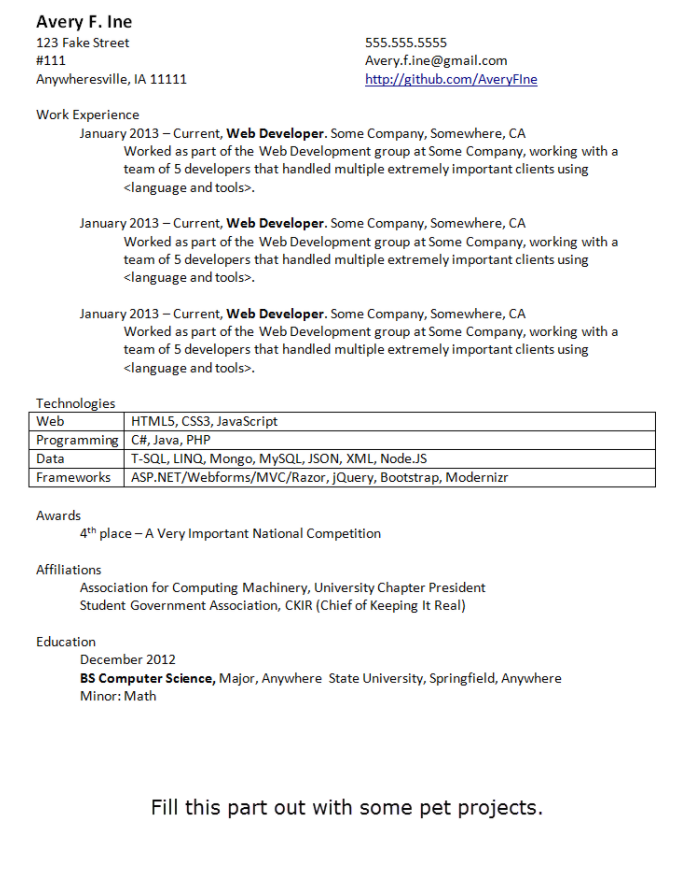 Avery F. Ine
123 Fake Street 555.555.5555
#111 Avery.f.ine@gmail.com
Anywheresville, IA 11111 http://github.com/AveryFIne
Work Experience
January 2013 – Current, Web Developer. Some Company, Somewhere, CA
Worked as part of the Web Development group at Some Company, working with a
team of 5 developers that handled multiple extremely important clients using
<language and tools>.
January 2013 – Current, Web Developer. Some Company, Somewhere, CA
Worked as part of the Web Development group at Some Company, working with a
team of 5 developers that handled multiple extremely important clients using
<language and tools>.
January 2013 – Current, Web Developer. Some Company, Somewhere, CA
Worked as part of the Web Development group at Some Company, working with a
team of 5 developers that handled multiple extremely important clients using
<language and tools>.
Technologies
Web HTML5, CSS3, JavaScript
Programming C#, Java, PHP
Data T-SQL, LINQ, Mongo, MySQL, JSON, XML, Node.JS
Frameworks ASP.NET/Webforms/MVC/Razor, jQuery, Bootstrap, Modernizr
Awards
4th place – A Very Important National Competition
Affiliations
Association for Computing Machinery, University Chapter President
Student Government Association, CKIR (Chief of Keeping It Real)
Education
December 2012
BS Computer Science, Major, Anywhere State University, Springfield, Anywhere
Minor: Math
Fill this part out with some pet projects.